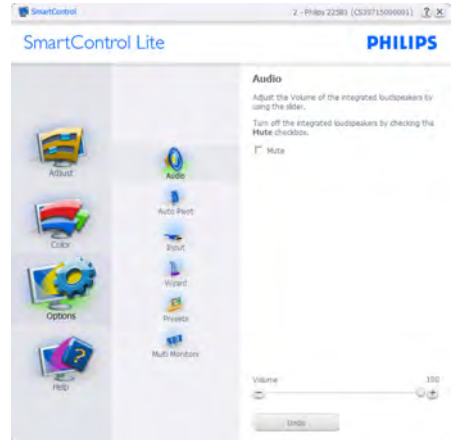 SmartControl
2 - Philips 225B1 (CS39715000001) ? ×
SmartControl Lite
PHILIPS
Adjust
Color
Options
Help
Audio
Auto Pivot
Input
Wizard
Presets
Multi Monitors
Audio
Adjust the Volume of the integrated loudspeakers by
using the slider.
Turn off the integrated loudspeakers by checking the
Mute checkbox.
Mute
Volume
100
Undo